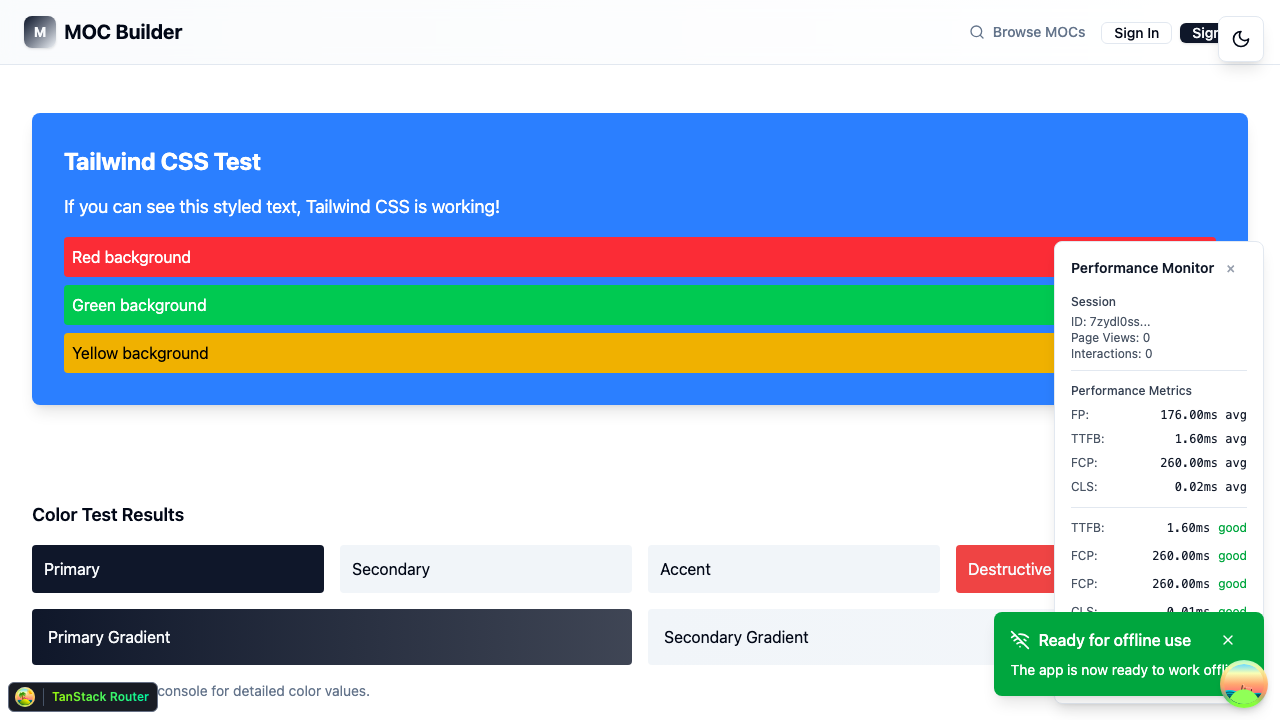 M MOC Builder
Browse MOCs
Sign In
Sign
Tailwind CSS Test
If you can see this styled text, Tailwind CSS is working!
Red background
Green background
Yellow background
Performance Monitor ×
Session
ID: 7zydl0ss...
Page Views: 0
Interactions: 0
Performance Metrics
FP: 176.00ms avg
TTFB: 1.60ms avg
FCP: 260.00ms avg
CLS: 0.02ms avg
TTFB: 1.60ms good
FCP: 260.00ms good
FCP: 260.00ms good
CLS: 0.01ms good
Color Test Results
Primary
Secondary
Accent
Destructive
Primary Gradient
Secondary Gradient
Ready for offline use
The app is now ready to work offli
console for detailed color values.
TanStack Router